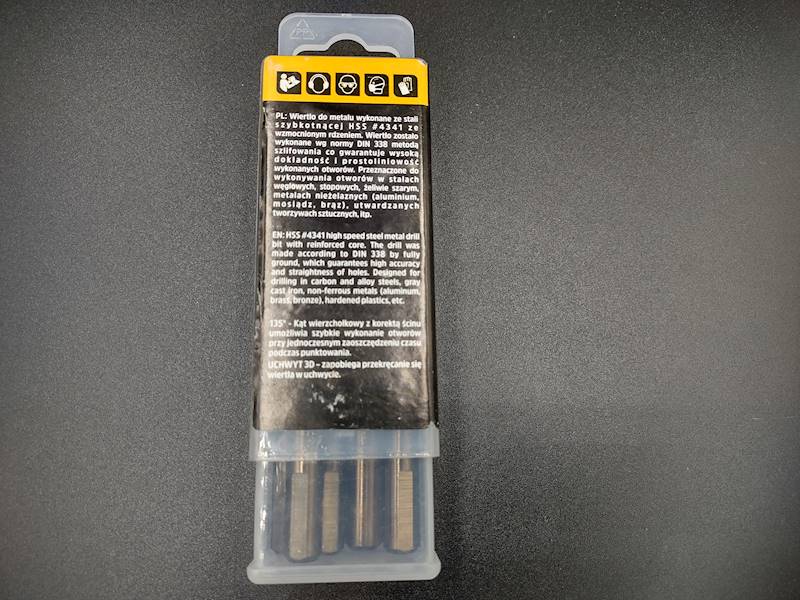 PP
PL: Wiertło do metalu wykonane ze stali
szybkotnącej HSS #4341 ze
wzmocnionym rdzeniem. Wiertło zostało
wykonane wg normy DIN 338 metodą
szlifowania co gwarantuje wysoką
dokładność i prostoliniowość
wykonanych otworów. Przeznaczone do
wykonywania otworów w stalach
węglowych, stopowych, żeliwie szarym,
metalach nieżelaznych (aluminium,
mosiądz, brąz), utwardzanych
tworzywach sztucznych, itp.
EN: HSS #4341 high speed steel metal drill
bit with reinforced core. The drill was
made according to DIN 338 by fully
ground, which guarantees high accuracy
and straightness of holes. Designed for
drilling in carbon and alloy steels, gray
cast iron, non-ferrous metals (aluminum,
brass, bronze), hardened plastics, etc.
135° - Kąt wierzchołkowy z korektą ścinu
umożliwia szybkie wykonanie otworów
przy jednoczesnym zaoszczędzeniu czasu
podczas punktowania.
UCHWYT 3D – zapobiega przekręcanie się
wiertła w uchwycie.